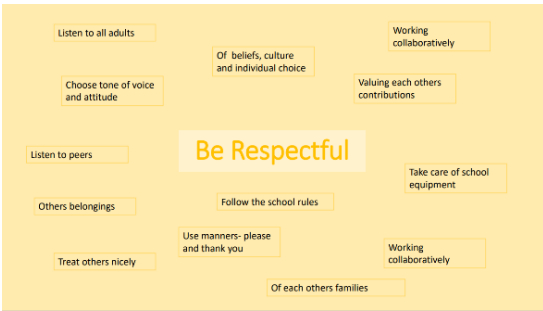 Listen to all adults
Working
collaboratively
Of beliefs, culture
and individual choice
Choose tone of voice
and attitude
Valuing each others
contributions
Be Respectful
Listen to peers
Take care of school
equipment
Others belongings
Follow the school rules
Use manners- please
and thank you
Working
collaboratively
Treat others nicely
Of each others families